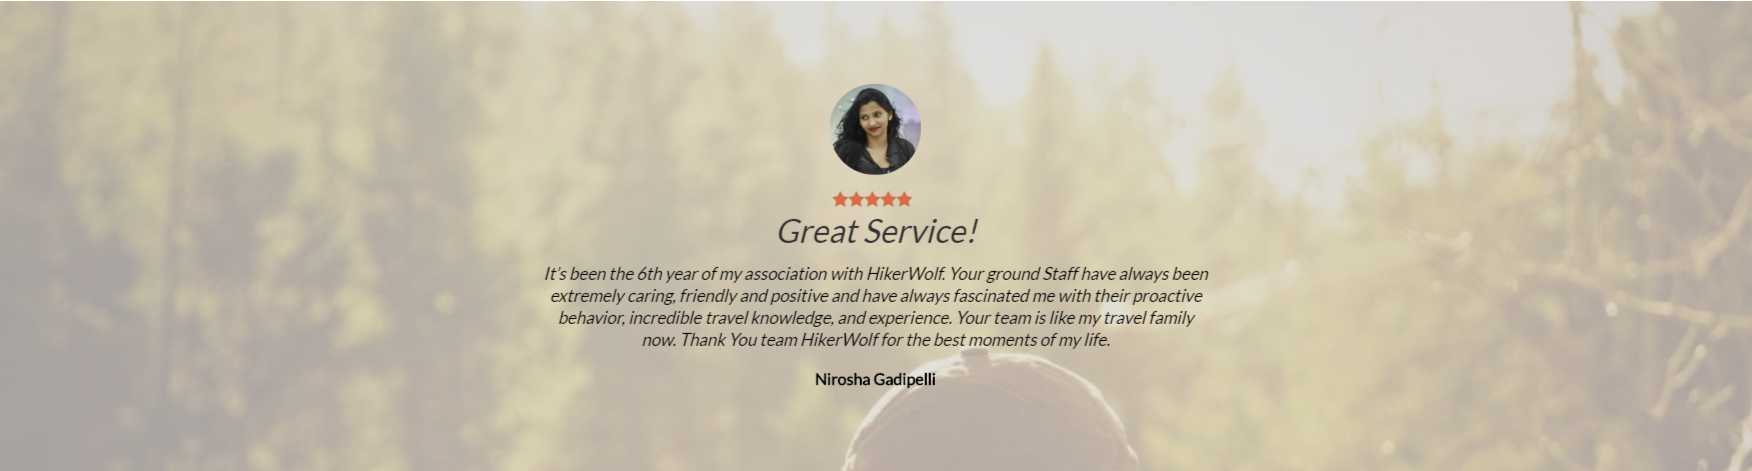 Great Service!
It's been the 6th year of my association with HikerWolf. Your ground Staff have always been
extremely caring, friendly and positive and have always fascinated me with their proactive
behavior, incredible travel knowledge, and experience. Your team is like my travel family
now. Thank You team HikerWolf for the best moments of my life.
Nirosha Gadipelli